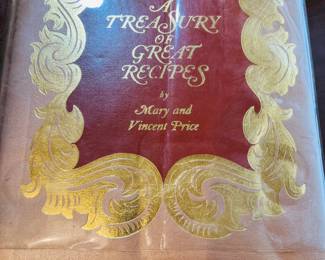 A
TREASURY
OF
GREAT
RECIPES
by
Mary and
Vincent Price